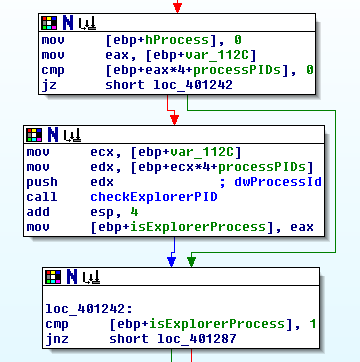 N
mov [ebp+hProcess], 0
mov eax, [ebp+var_112C]
cmp [ebp+eax*4+processPIDs], 0
jz short loc_401242
N
mov ecx, [ebp+var_112C]
mov edx, [ebp+ecx*4+processPIDs]
push edx ; dwProcessId
call checkExplorerPID
add esp, 4
mov [ebp+isExplorerProcess], eax
N
loc_401242:
cmp [ebp+isExplorerProcess], 1
jnz short loc_401287